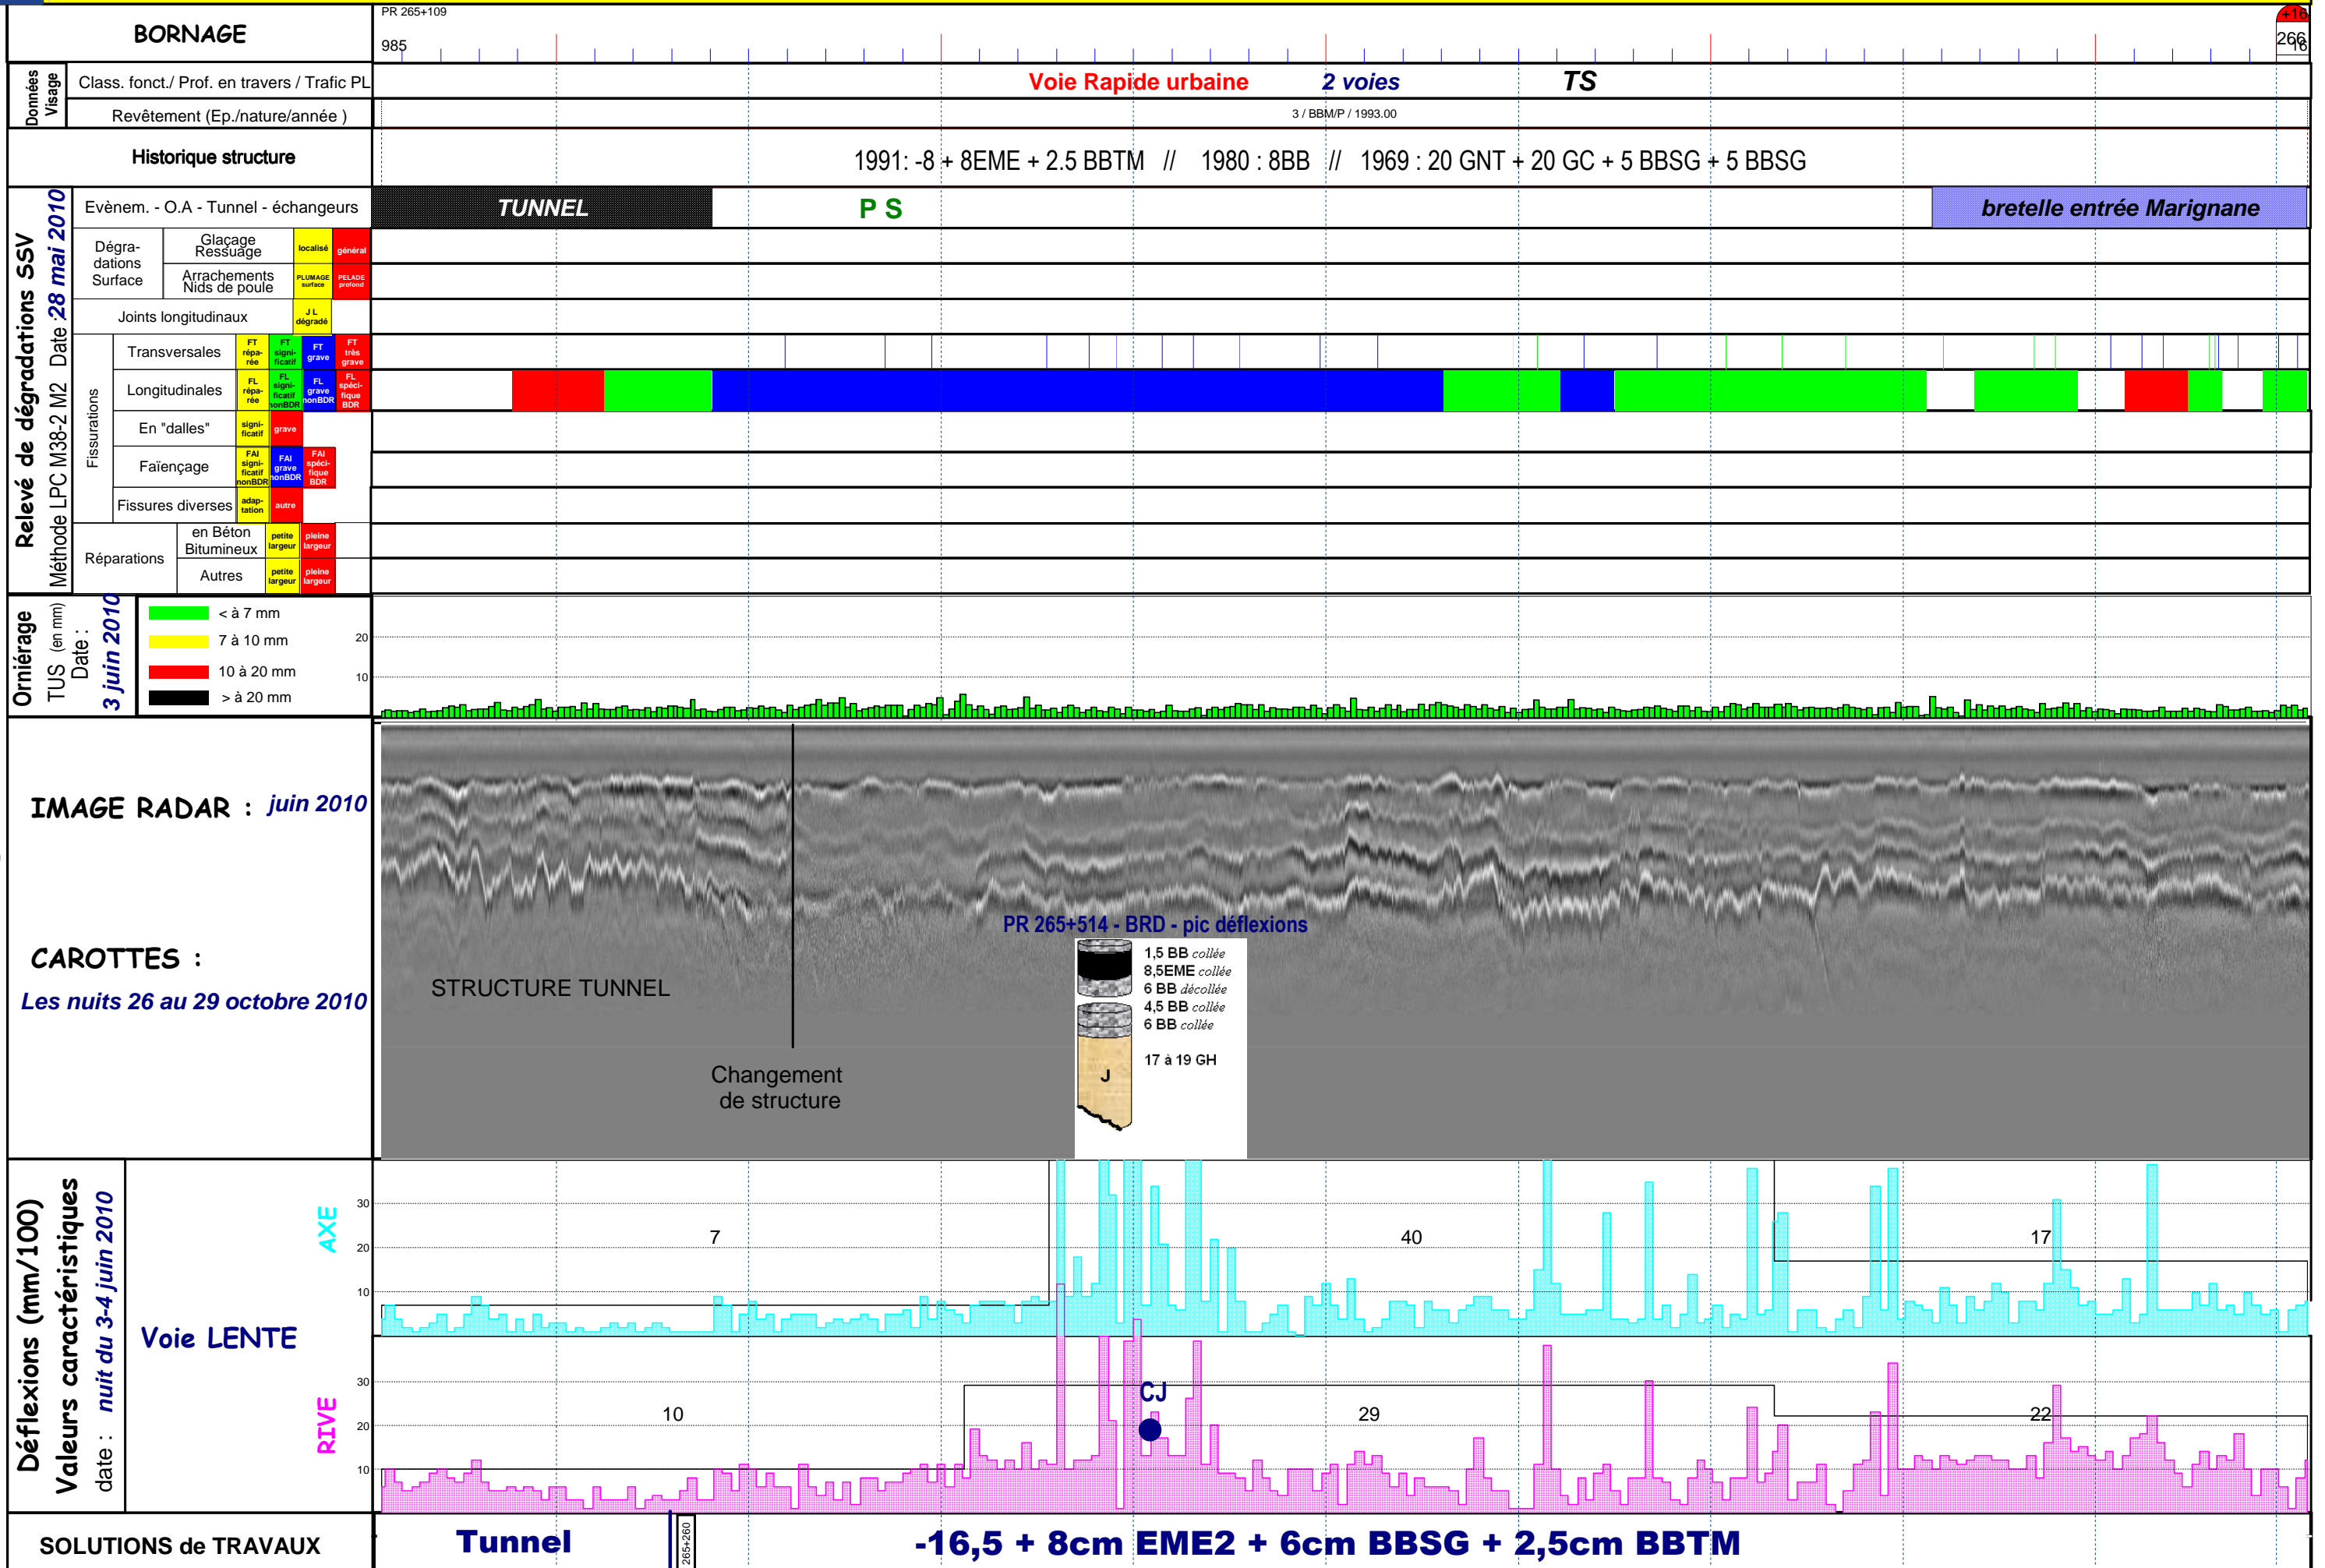 PR 265+109
+16
BORNAGE
985
266
16
Données Visage
Class. fonct./ Prof. en travers / Trafic PL
Voie Rapide urbaine 2 voies TS
Revêtement (Ep./nature/année )
3 / BBM/P / 1993.00
Historique structure
1991: -8 + 8EME + 2.5 BBTM // 1980 : 8BB // 1969 : 20 GNT + 20 GC + 5 BBSG + 5 BBSG
Relevé de dégradations SSV
Méthode LPC M38-2 M2 Date :28 mai 2010
Evènem. - O.A - Tunnel - échangeurs
TUNNEL
P S
bretelle entrée Marignane
Dégra-
dations
Surface
Glaçage
Ressuage
localisé
général
Arrachements
Nids de poule
PLUMAGE
surface
PELADE
profond
Joints longitudinaux
J L
dégradé
Fissurations
Transversales
FT
répa-
rée
FT
signi-
ficatif
FT
grave
FT
très
grave
Longitudinales
FL
répa-
rée
FL
signi-
ficatif
nonBDR
FL
grave
nonBDR
FL
spéci-
fique
BDR
En "dalles"
signi-
ficatif
grave
Faïençage
FAI
signi-
ficatif
nonBDR
FAI
grave
nonBDR
FAI
spéci-
fique
BDR
Fissures diverses
adap-
tation
autre
Réparations
en Béton
Bitumineux
petite
largeur
pleine
largeur
Autres
petite
largeur
pleine
largeur
Orniérage
TUS (en mm)
Date :
3 juin 2010
< à 7 mm
7 à 10 mm
10 à 20 mm
> à 20 mm
20
10
IMAGE RADAR : juin 2010
CAROTTES :
Les nuits 26 au 29 octobre 2010
STRUCTURE TUNNEL
Changement
de structure
PR 265+514 - BRD - pic déflexions
1,5 BB collée
8,5EME collée
6 BB décollée
4,5 BB collée
6 BB collée
17 à 19 GH
J
Déflexions (mm/100)
Valeurs caractéristiques
date : nuit du 3-4 juin 2010
Voie LENTE
AXE
30
20
10
7
40
17
RIVE
30
20
10
10
CJ
29
22
SOLUTIONS de TRAVAUX
Tunnel
265+260
-16,5 + 8cm EME2 + 6cm BBSG + 2,5cm BBTM